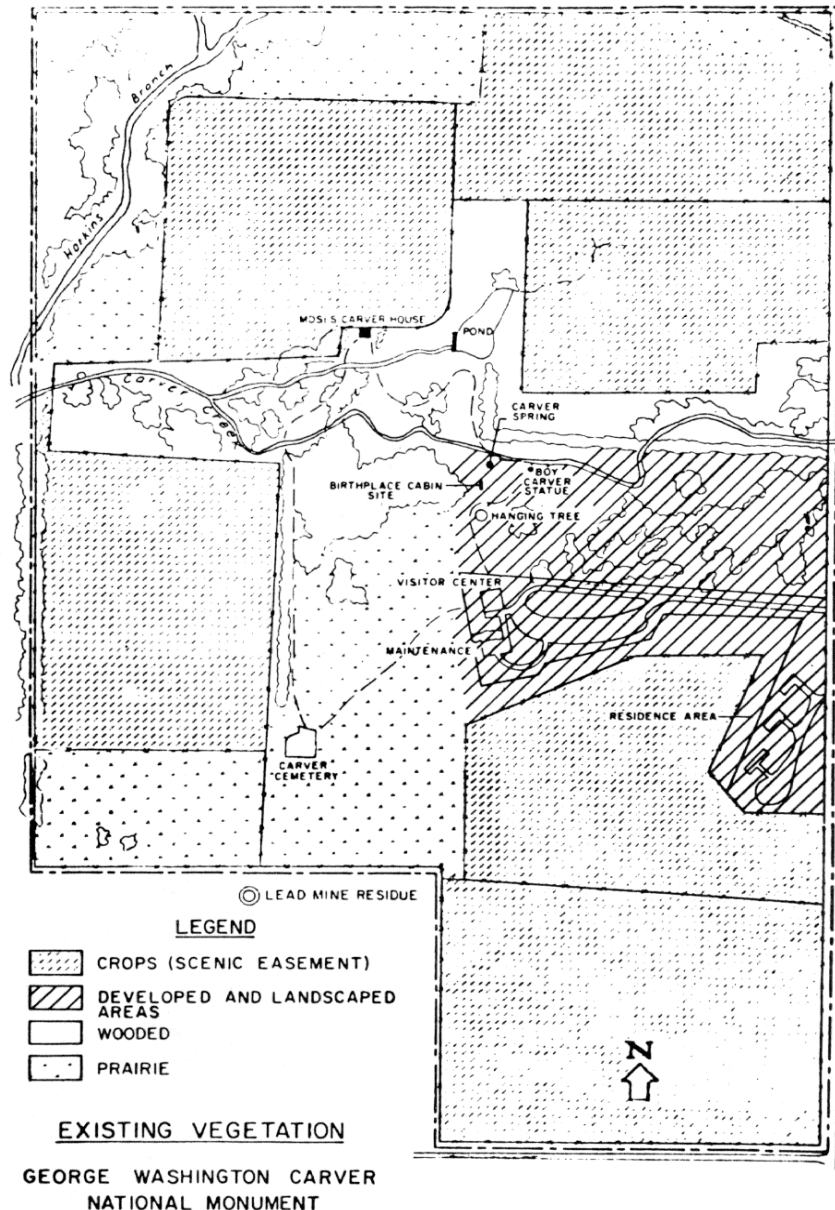 Harkins Branch
MOSES CARVER HOUSE
POND
Carver Creek
CARVER
SPRING
BIRTHPLACE CABIN
SITE
BOY
CARVER
STATUE
HANGING TREE
VISITOR CENTER
MAINTENANCE
RESIDENCE AREA
CARVER
CEMETERY
LEAD MINE RESIDUE
LEGEND
CROPS (SCENIC EASEMENT)
DEVELOPED AND LANDSCAPED
AREAS
WOODED
PRAIRIE
N
EXISTING VEGETATION
GEORGE WASHINGTON CARVER
NATIONAL MONUMENT